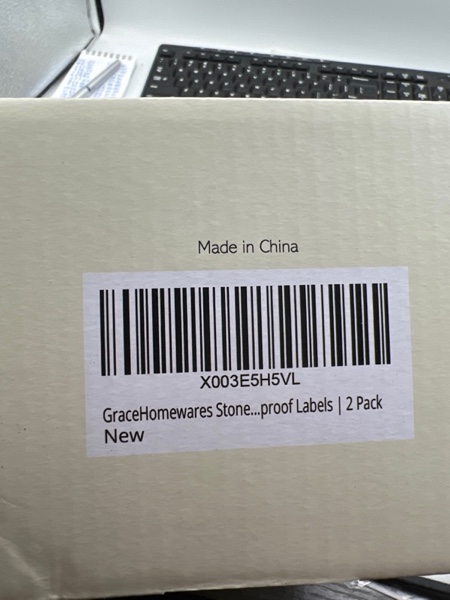 Made in China
X003E5H5VL
GraceHomewares Stone...proof Labels | 2 Pack
New